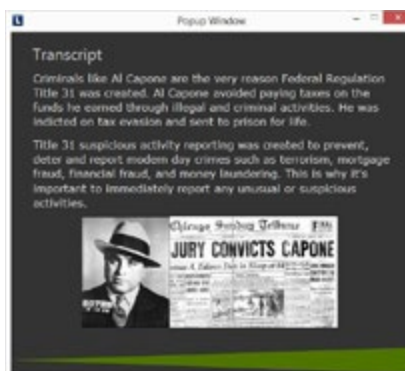 Popup Window
Transcript
Criminals like Al Capone are the very reason Federal Regulation
Title 31 was created. Al Capone avoided paying taxes on the
funds he earned through illegal and criminal activities. He was
indicted on tax evasion and sent to prison for life.
Title 31 suspicious activity reporting was created to prevent,
deter and report modern day crimes such as terrorism, mortgage
fraud, financial fraud, and money laundering. This is why it's
important to immediately report any unusual or suspicious
activities.
Chicago Sunday Tribune
JURY CONVICTS CAPONE